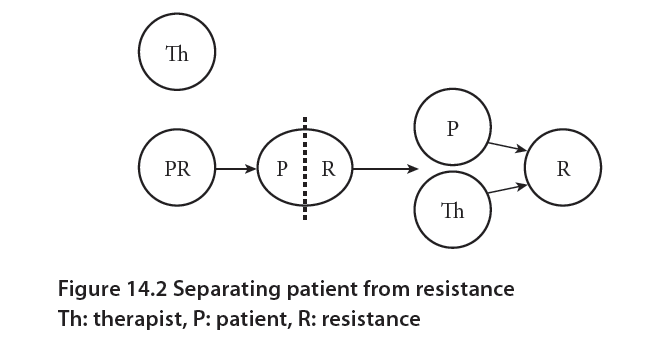 Th
PR
P R
P
Th
R
Figure 14.2 Separating patient from resistance
Th: therapist, P: patient, R: resistance